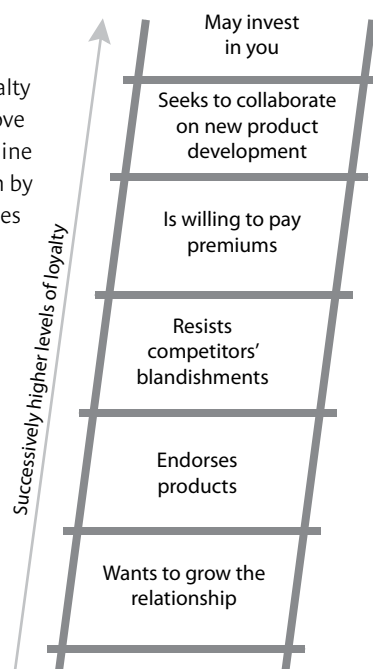 May invest
in you
Seeks to collaborate
on new product
development
Is willing to pay
premiums
Resists
competitors’
blandishments
Endorses
products
Wants to grow the
relationship
Successively higher levels of loyalty